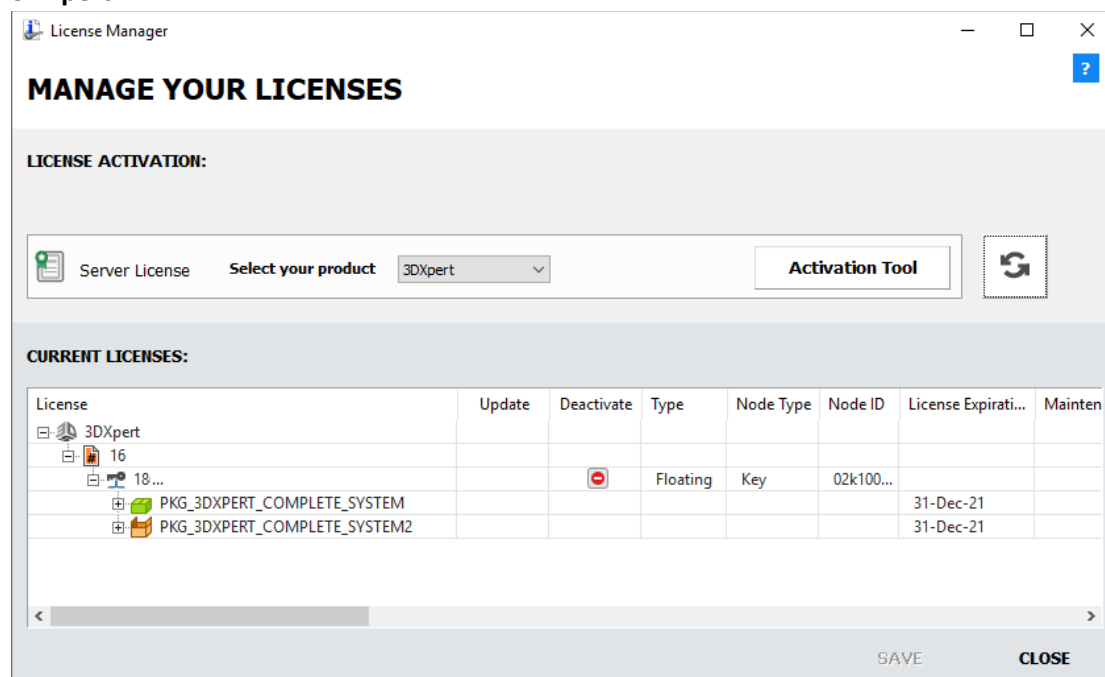 License Manager
MANAGE YOUR LICENSES
?
LICENSE ACTIVATION:
Server License Select your product 3DXpert Activation Tool
CURRENT LICENSES:
License Update Deactivate Type Node Type Node ID License Expirati... Mainten
3DXpert
# 16
18... Floating Key 02k100...
PKG_3DXPERT_COMPLETE_SYSTEM 31-Dec-21
PKG_3DXPERT_COMPLETE_SYSTEM2 31-Dec-21
SAVE CLOSE